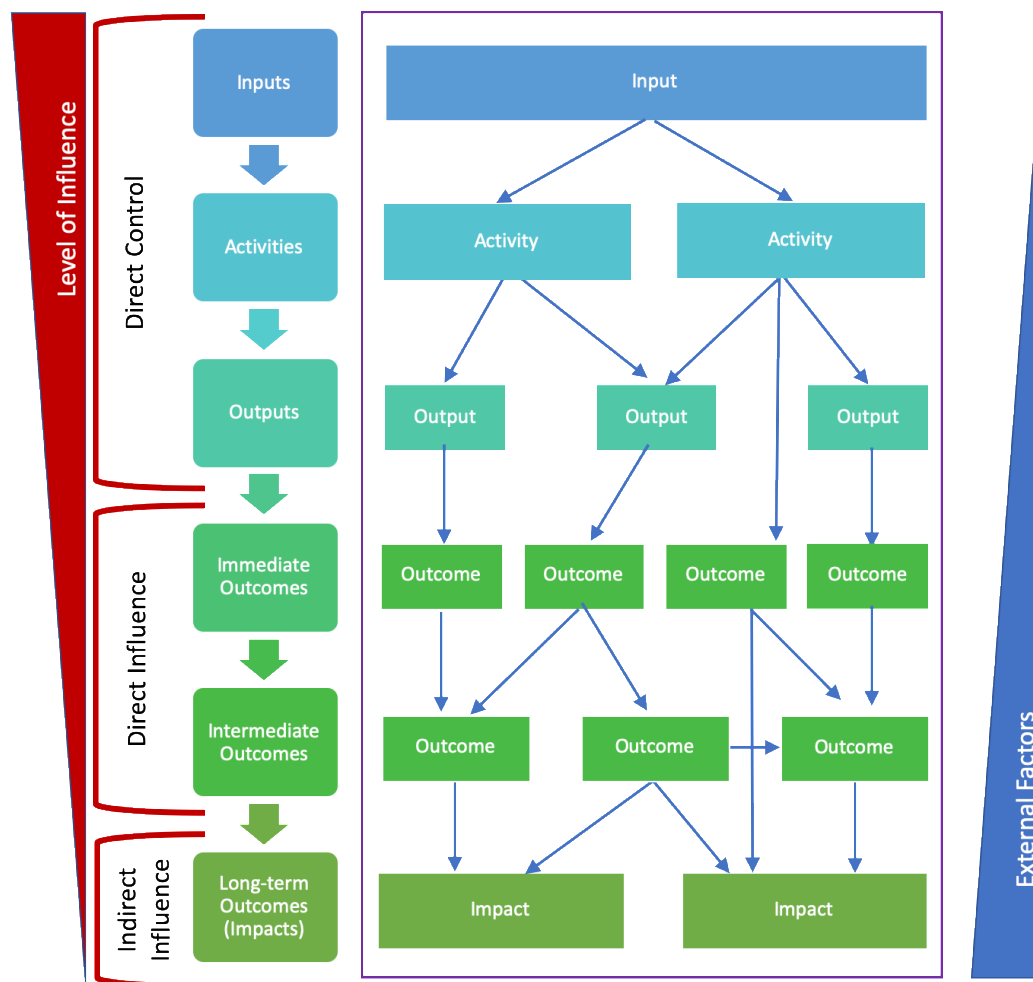 Level of Influence
Direct Control
Direct Influence
Indirect
Influence
Inputs
Activities
Outputs
Immediate
Outcomes
Intermediate
Outcomes
Long-term
Outcomes
(Impacts)
Input
Activity
Activity
Output
Output
Output
Outcome
Outcome
Outcome
Outcome
Outcome
Outcome
Outcome
Impact
Impact
External Factors